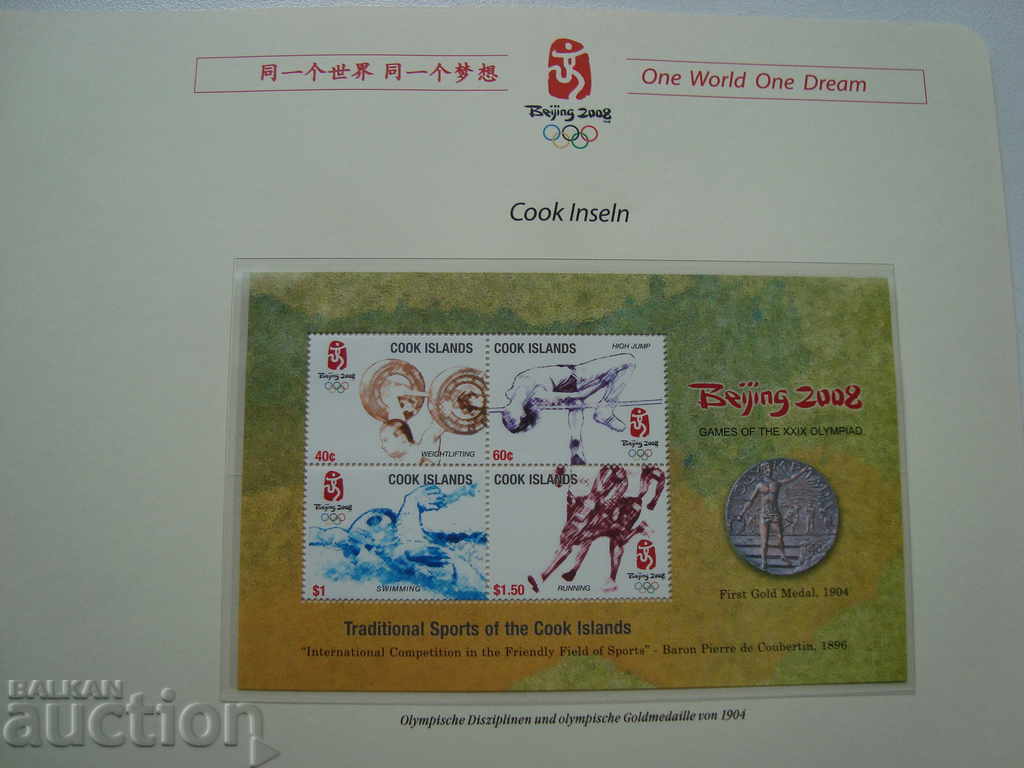 同一个世界 同一个梦想
Beijing 2008
One World One Dream
Cook Inseln
COOK ISLANDS
Beijing 2008
40¢
WEIGHTLIFTING
COOK ISLANDS
HIGH JUMP
60¢
Beijing 2008
COOK ISLANDS
Beijing 2008
$1
SWIMMING
COOK ISLANDS
Beijing 2008
$1.50
RUNNING
Beijing 2008
GAMES OF THE XXIX OLYMPIAD
First Gold Medal, 1904
Traditional Sports of the Cook Islands
"International Competition in the Friendly Field of Sports" - Baron Pierre de Coubertin, 1896
Olympische Disziplinen und olympische Goldmedaille von 1904
BALKAN
auction